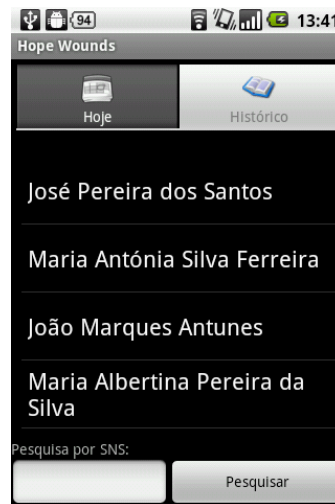 94
13:41
Hope Wounds
Hoje
Histórico
José Pereira dos Santos
Maria Antónia Silva Ferreira
João Marques Antunes
Maria Albertina Pereira da
Silva
Pesquisa por SNS:
Pesquisar